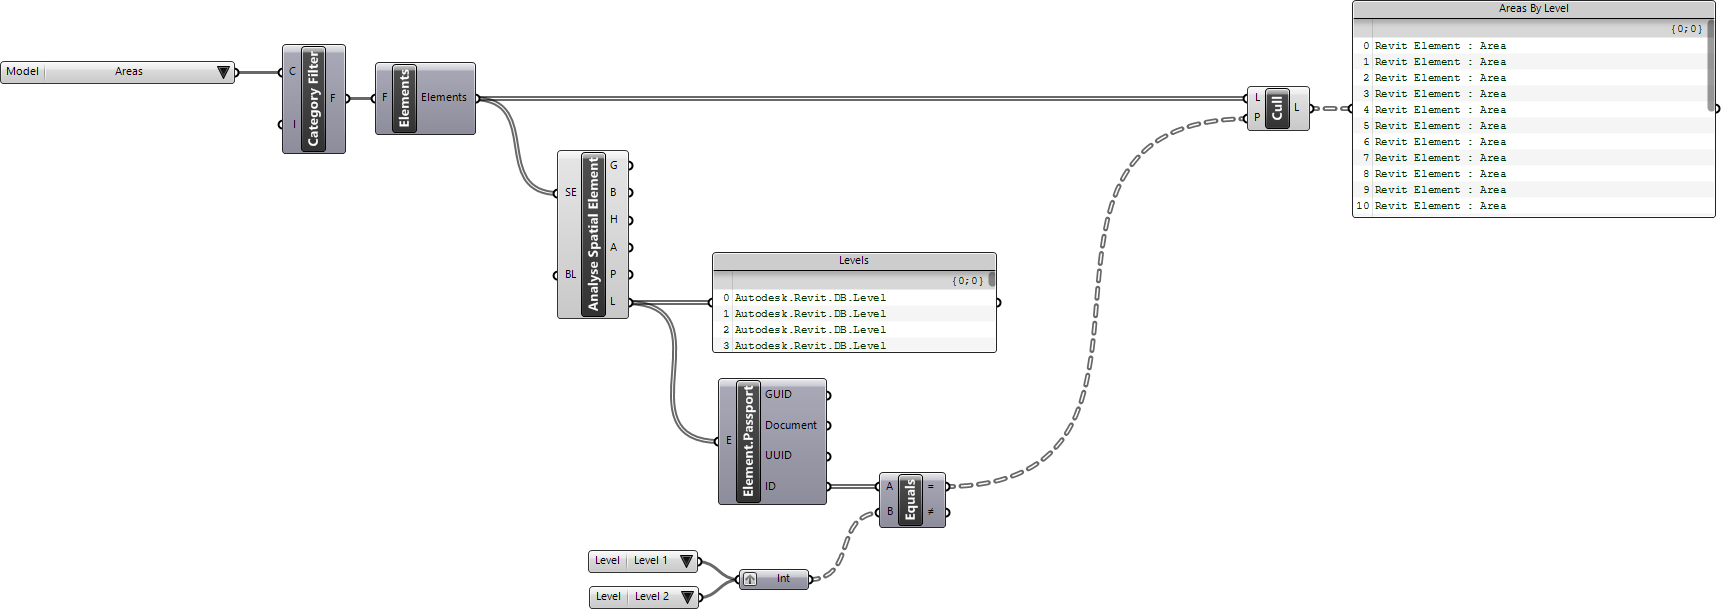 Model Areas
C
I
Category Filter
F
F
Elements
Elements
SE
BL
Analyse Spatial Element
G
B
H
A
P
L
Levels
{0;0}
0 Autodesk.Revit.DB.Level
1 Autodesk.Revit.DB.Level
2 Autodesk.Revit.DB.Level
3 Autodesk.Revit.DB.Level
E
Element.Passport
GUID
Document
UUID
ID
A
B
Equals
=
≠
Level Level 1
Level Level 2
Int
L
P
Cull
L
Areas By Level
{0;0}
0 Revit Element : Area
1 Revit Element : Area
2 Revit Element : Area
3 Revit Element : Area
4 Revit Element : Area
5 Revit Element : Area
6 Revit Element : Area
7 Revit Element : Area
8 Revit Element : Area
9 Revit Element : Area
10 Revit Element : Area